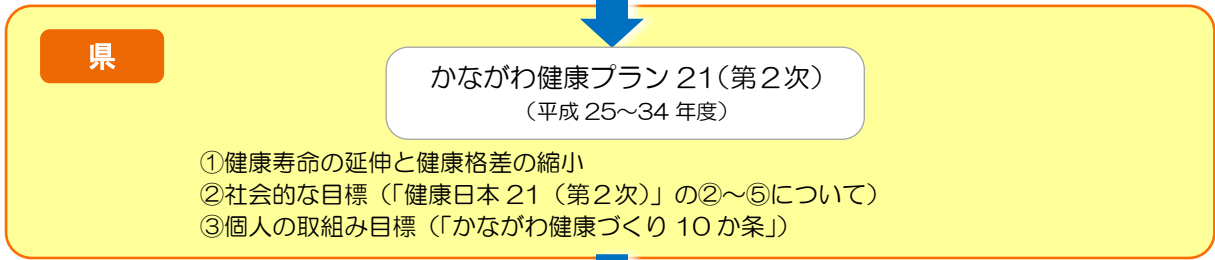 県
かながわ健康プラン 21（第２次）
（平成 25～34 年度）
①健康寿命の延伸と健康格差の縮小
②社会的な目標（「健康日本 21（第２次）」の②～⑤について）
③個人の取組み目標（「かながわ健康づくり 10 か条」）